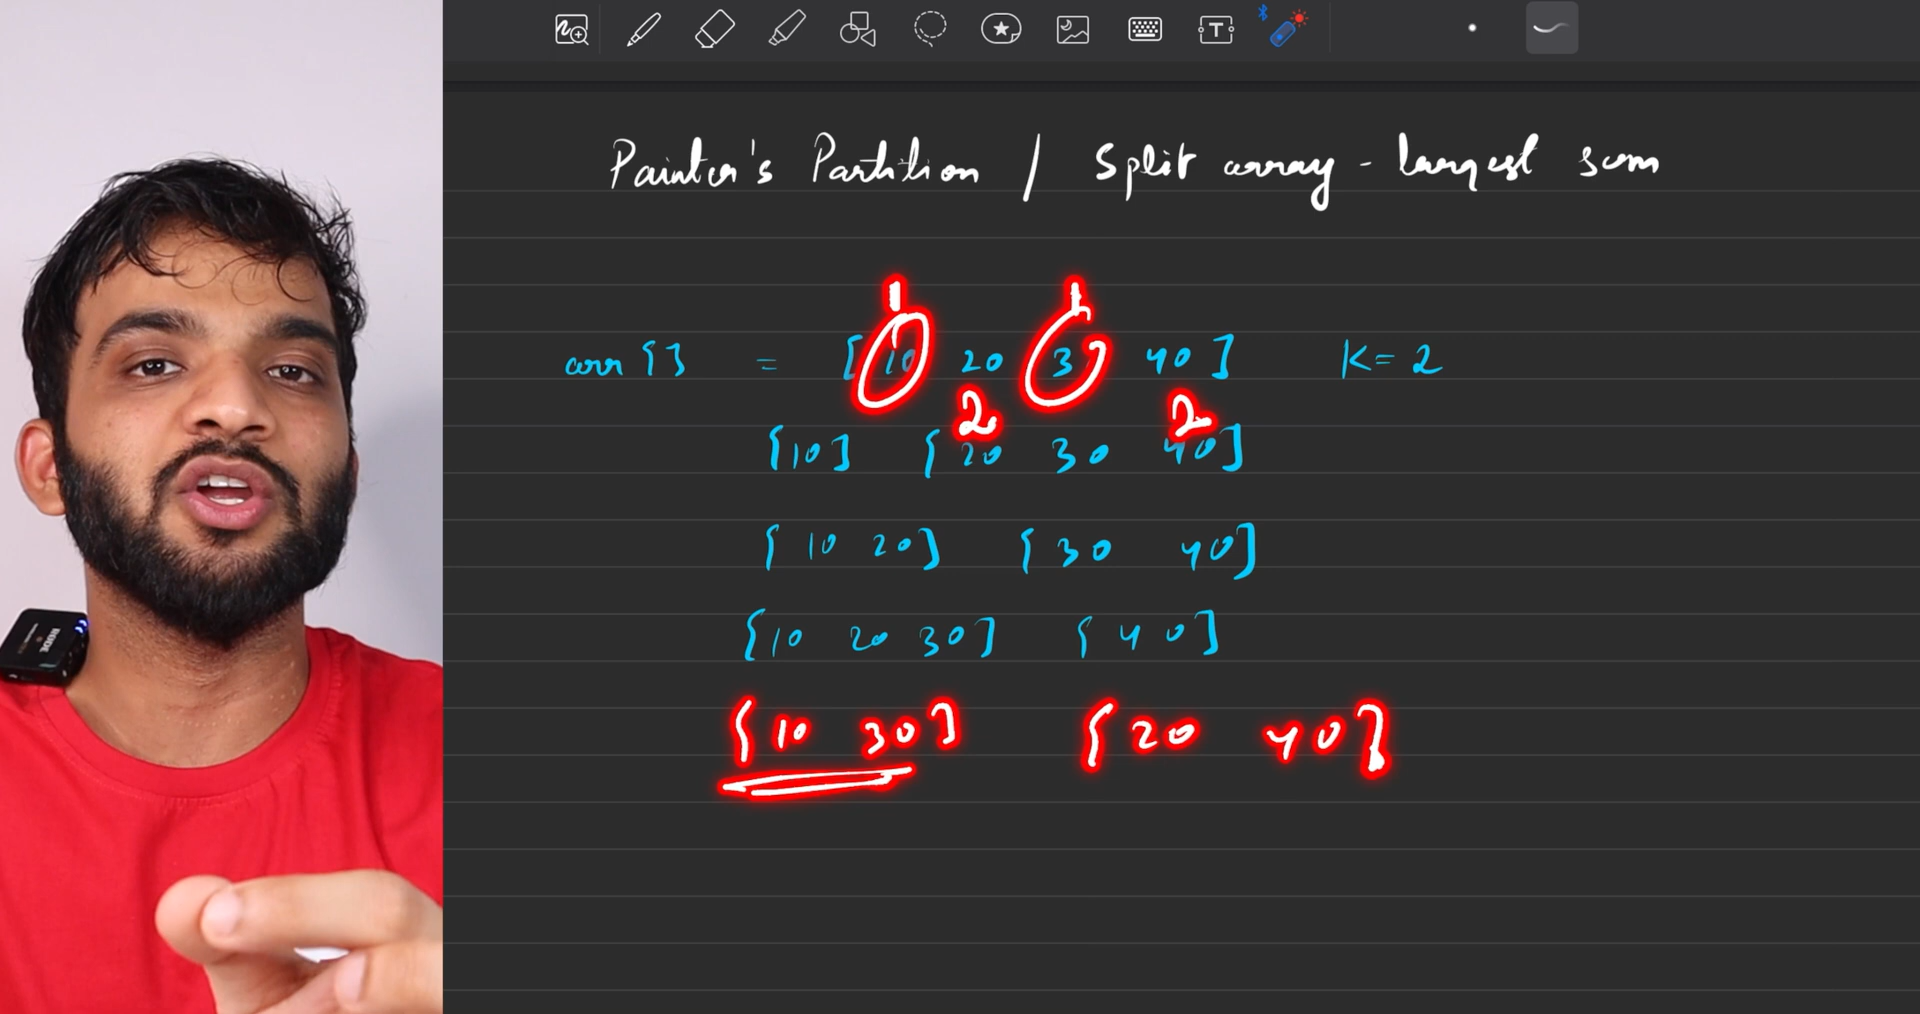 Painter's Partition / Split array - largest sum
1 1
arr [] = [10 20 30 40] K = 2
2 2
[10] [20 30 40]
[10 20] [30 40]
[10 20 30] [40]
[10 30] [20 40]
RODE